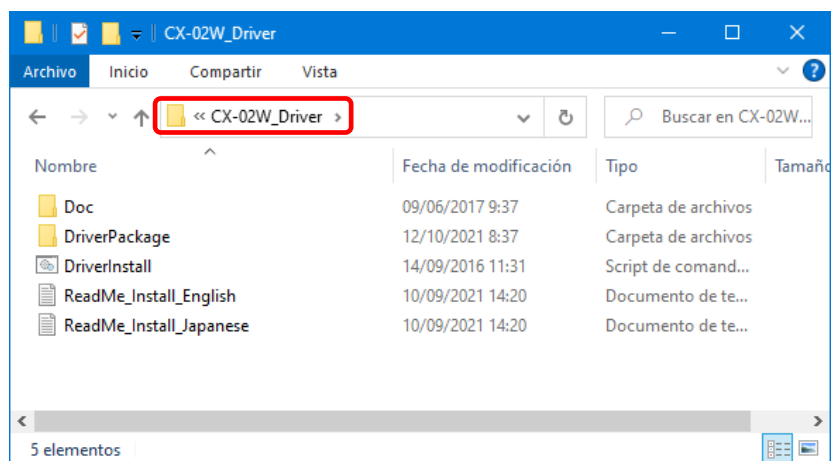 CX-02W_Driver
Archivo Inicio Compartir Vista
« CX-02W_Driver › Buscar en CX-02W...
Nombre Fecha de modificación Tipo Tamaño
Doc 09/06/2017 9:37 Carpeta de archivos
DriverPackage 12/10/2021 8:37 Carpeta de archivos
DriverInstall 14/09/2016 11:31 Script de comand...
ReadMe_Install_English 10/09/2021 14:20 Documento de te...
ReadMe_Install_Japanese 10/09/2021 14:20 Documento de te...
5 elementos